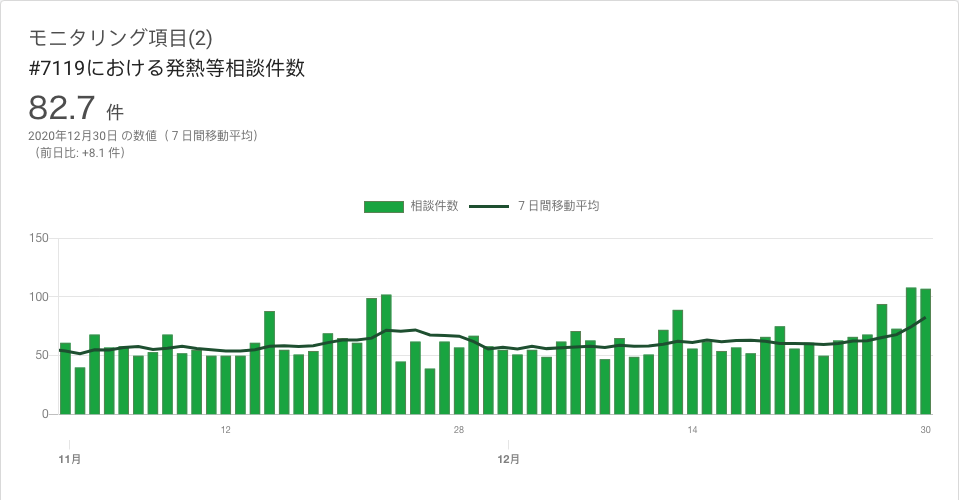 モニタリング項目(2)
#7119における発熱等相談件数
82.7 件
2020年12月30日 の数値（７日間移動平均）
（前日比: +8.1 件）
相談件数 ７日間移動平均
150
100
50
0
12 28 14 30
11月 12月